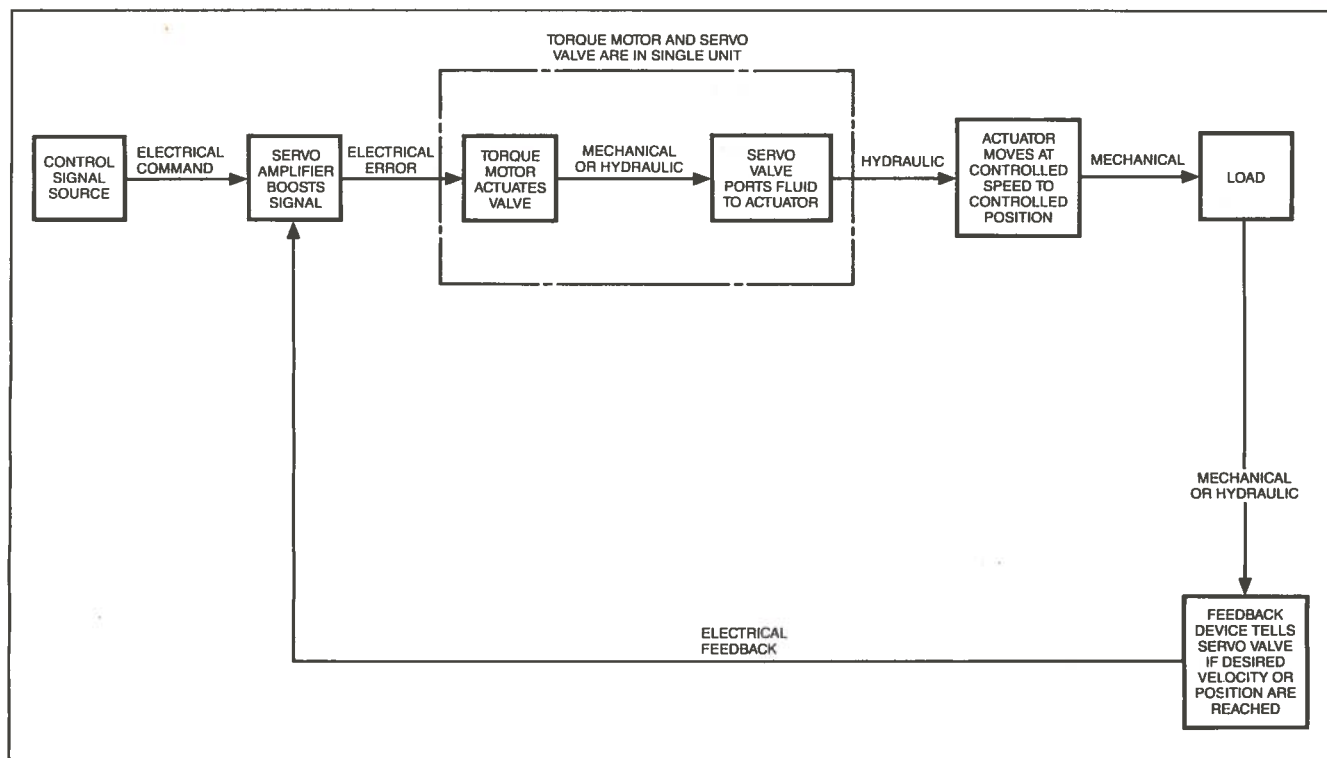 TORQUE MOTOR AND SERVO
VALVE ARE IN SINGLE UNIT
CONTROL
SIGNAL
SOURCE
ELECTRICAL
COMMAND
SERVO
AMPLIFIER
BOOSTS
SIGNAL
ELECTRICAL
ERROR
TORQUE
MOTOR
ACTUATES
VALVE
MECHANICAL
OR HYDRAULIC
SERVO
VALVE
PORTS FLUID
TO ACTUATOR
HYDRAULIC
ACTUATOR
MOVES AT
CONTROLLED
SPEED TO
CONTROLLED
POSITION
MECHANICAL
LOAD
MECHANICAL
OR HYDRAULIC
FEEDBACK
DEVICE TELLS
SERVO VALVE
IF DESIRED
VELOCITY OR
POSITION ARE
REACHED
ELECTRICAL
FEEDBACK